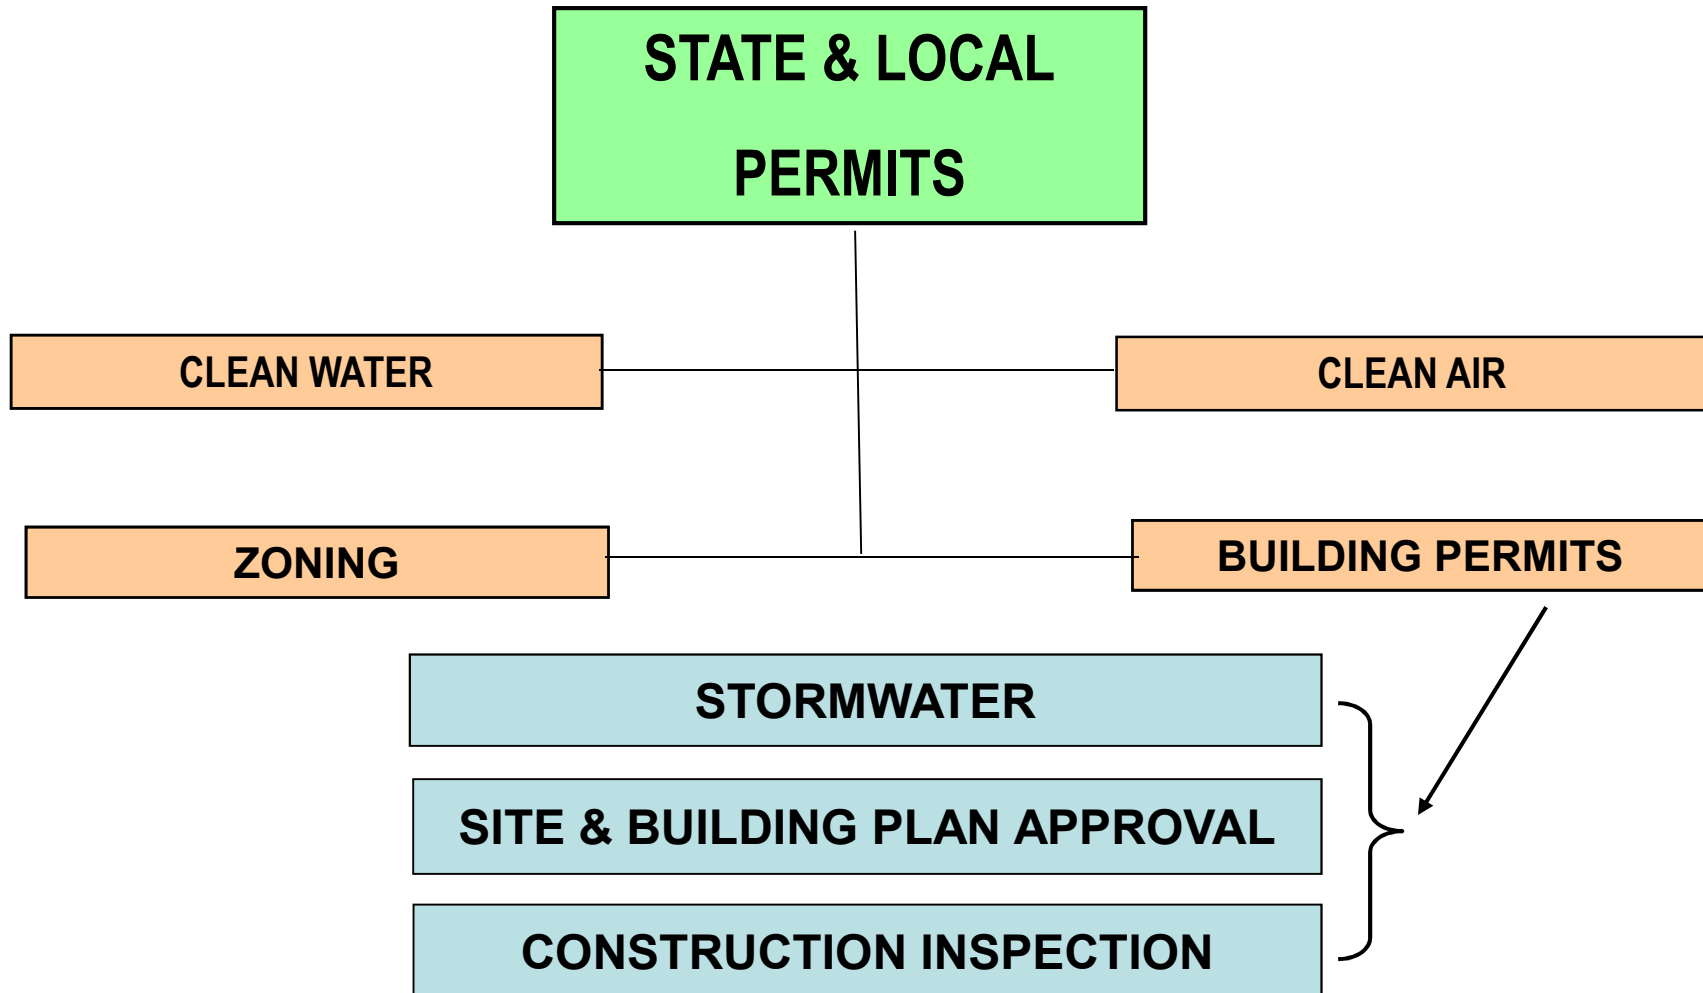 STATE & LOCAL
PERMITS
CLEAN WATER
CLEAN AIR
ZONING
BUILDING PERMITS
STORMWATER
SITE & BUILDING PLAN APPROVAL
CONSTRUCTION INSPECTION